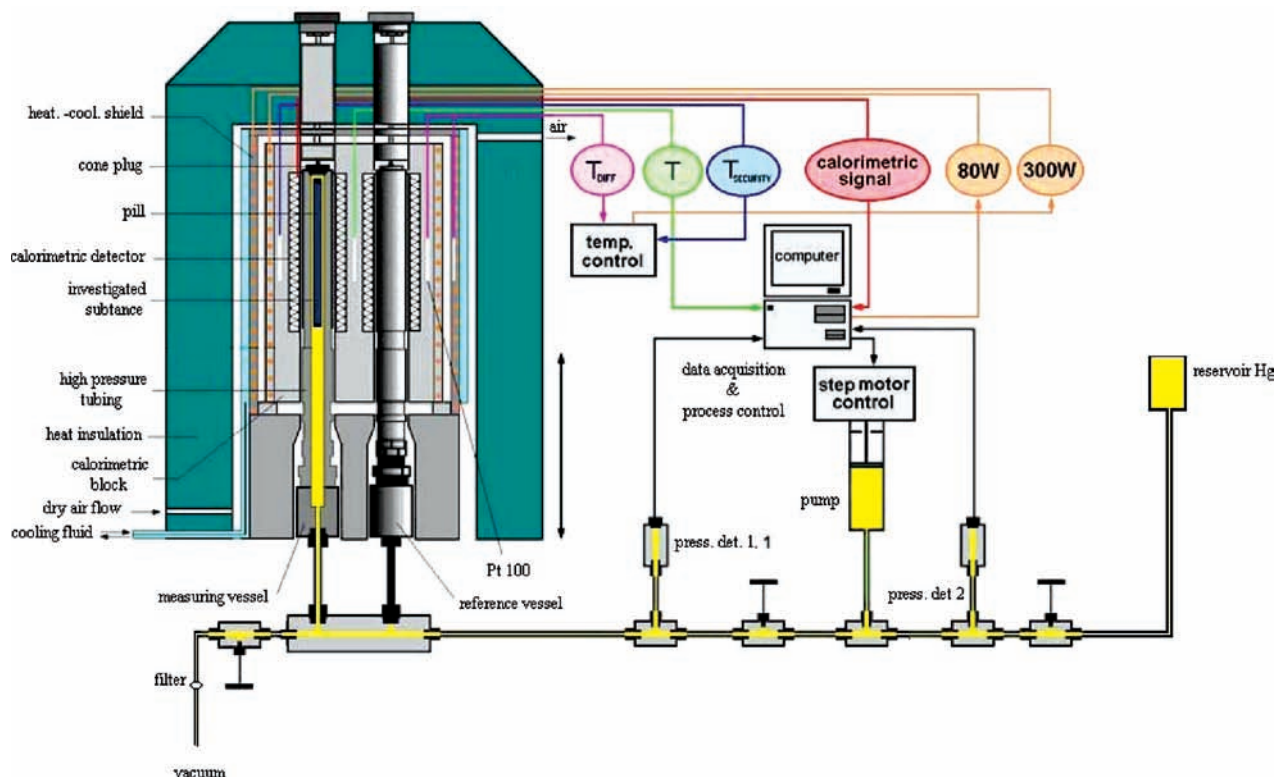 heat. -cool. shield
cone plug
pill
calorimetric detector
investigated
subtance
high pressure
tubing
heat insulation
calorimetric
block
dry air flow
cooling fluid
measuring vessel
reference vessel
Pt 100
filter
vacuum
air
T DIFF
T
T SECURITY
calorimetric
signal
80W
300W
temp.
control
computer
data acquisition
&
process control
step motor
control
pump
press. det. 1. 1
press. det 2
reservoir Hg